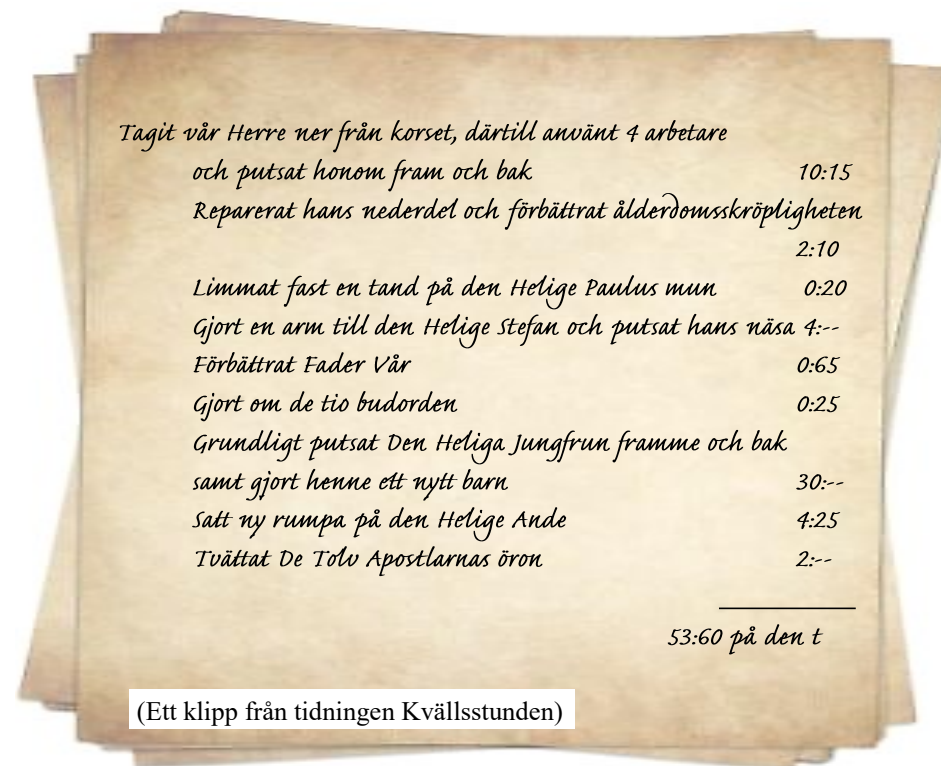 Tagit vår Herre ner från korset, därtill använt 4 arbetare
och putsat honom fram och bak 10:15
Reparerat hans nederdel och förbättrat ålderdomsskröpligheten
2:10
Limmat fast en tand på den Helige Paulus mun 0:20
Gjort en arm till den Helige Stefan och putsat hans näsa 4:--
Förbättrat Fader Vår 0:65
Gjort om de tio budorden 0:25
Grundligt putsat Den Heliga Jungfrun framme och bak
samt gjort henne ett nytt barn 30:--
Satt ny rumpa på den Helige Ande 4:25
Tvättat De Tolv Apostlarnas öron 2:--
53:60 på den t
(Ett klipp från tidningen Kvällsstunden)